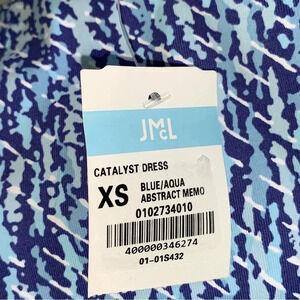 JMcL
CATALYST DRESS
XS
BLUE/AQUA
ABSTRACT MEMO
0102734010
400000346274
01-01S432